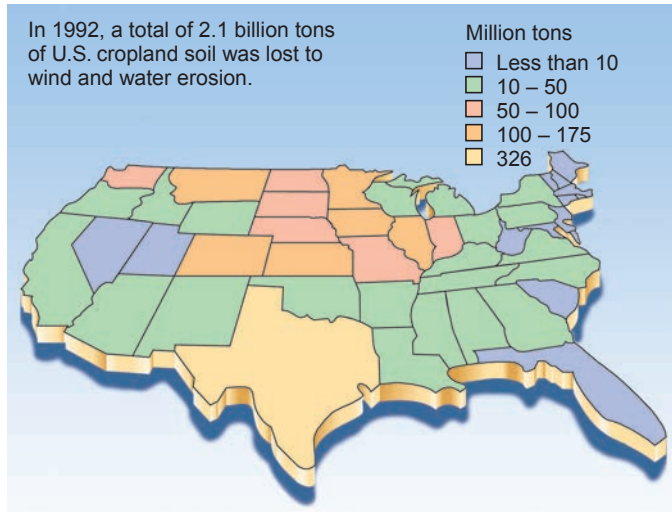 In 1992, a total of 2.1 billion tons
of U.S. cropland soil was lost to
wind and water erosion.
Million tons
Less than 10
10 – 50
50 – 100
100 – 175
326